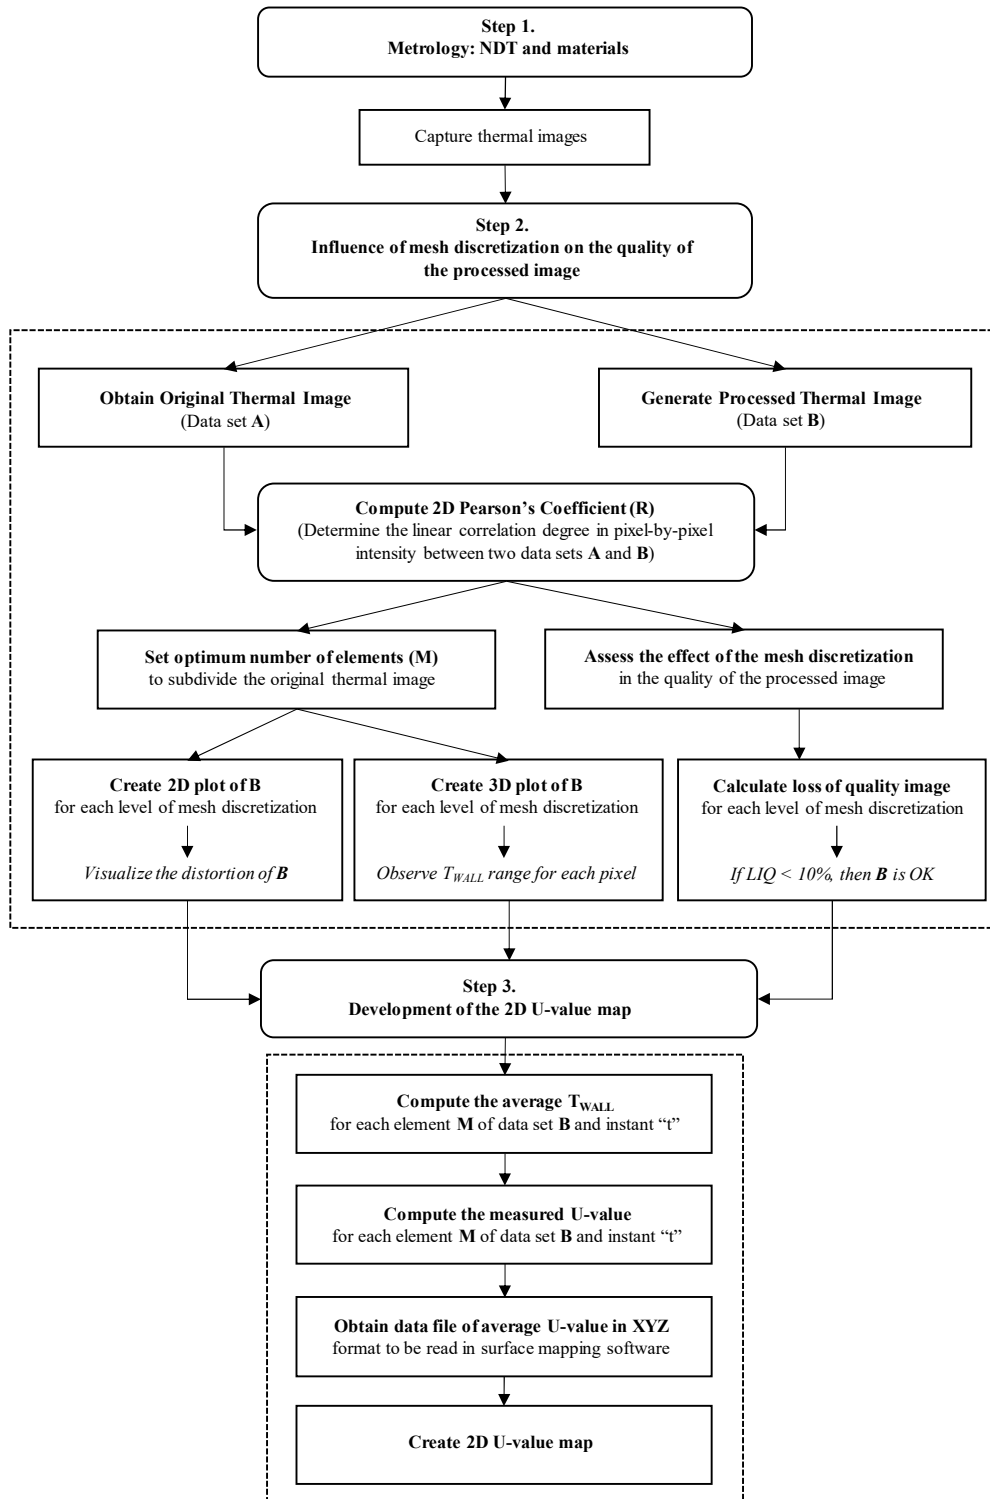 Step 1.
Metrology: NDT and materials
Capture thermal images
Step 2.
Influence of mesh discretization on the quality of
the processed image
Obtain Original Thermal Image
(Data set A)
Generate Processed Thermal Image
(Data set B)
Compute 2D Pearson's Coefficient (R)
(Determine the linear correlation degree in pixel-by-pixel
intensity between two data sets A and B)
Set optimum number of elements (M)
to subdivide the original thermal image
Assess the effect of the mesh discretization
in the quality of the processed image
Create 2D plot of B
for each level of mesh discretization
Visualize the distortion of B
Create 3D plot of B
for each level of mesh discretization
Observe TWALL range for each pixel
Calculate loss of quality image
for each level of mesh discretization
If LIQ < 10%, then B is OK
Step 3.
Development of the 2D U-value map
Compute the average TWALL
for each element M of data set B and instant “t”
Compute the measured U-value
for each element M of data set B and instant “t”
Obtain data file of average U-value in XYZ
format to be read in surface mapping software
Create 2D U-value map